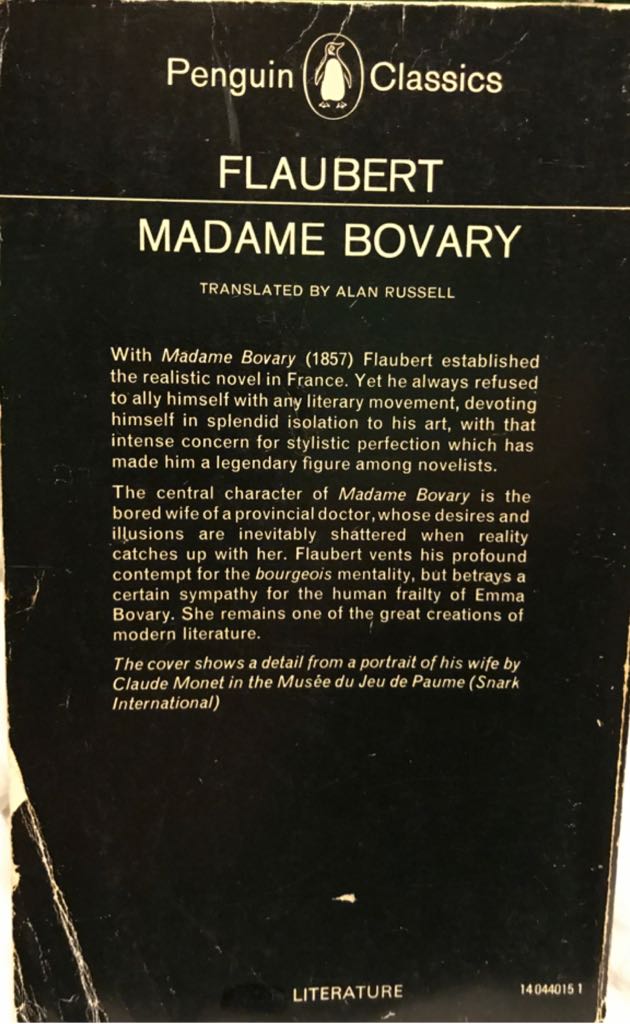 Penguin Classics
FLAUBERT
MADAME BOVARY
TRANSLATED BY ALAN RUSSELL
With Madame Bovary (1857) Flaubert established
the realistic novel in France. Yet he always refused
to ally himself with any literary movement, devoting
himself in splendid isolation to his art, with that
intense concern for stylistic perfection which has
made him a legendary figure among novelists.
The central character of Madame Bovary is the
bored wife of a provincial doctor, whose desires and
illusions are inevitably shattered when reality
catches up with her. Flaubert vents his profound
contempt for the bourgeois mentality, but betrays a
certain sympathy for the human frailty of Emma
Bovary. She remains one of the great creations of
modern literature.
The cover shows a detail from a portrait of his wife by
Claude Monet in the Musée du Jeu de Paume (Snark
International)
LITERATURE
14 044015 1